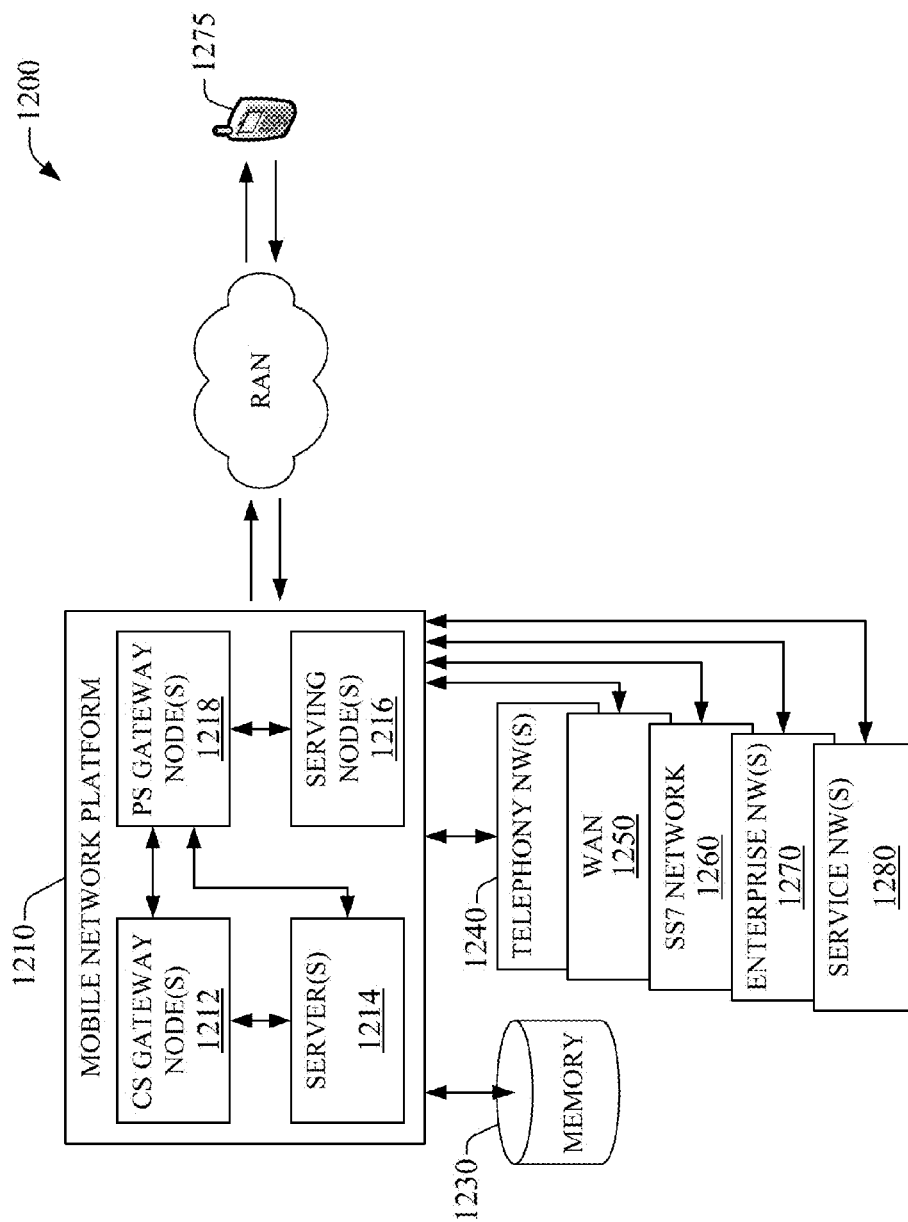 1200
1275
1210
MOBILE NETWORK PLATFORM
CS GATEWAY
NODE(S)
1212
PS GATEWAY
NODE(S)
1218
SERVER(S)
1214
SERVING
NODE(S)
1216
RAN
1230
MEMORY
1240
TELEPHONY NW(S)
WAN
1250
SS7 NETWORK
1260
ENTERPRISE NW(S)
1270
SERVICE NW(S)
1280